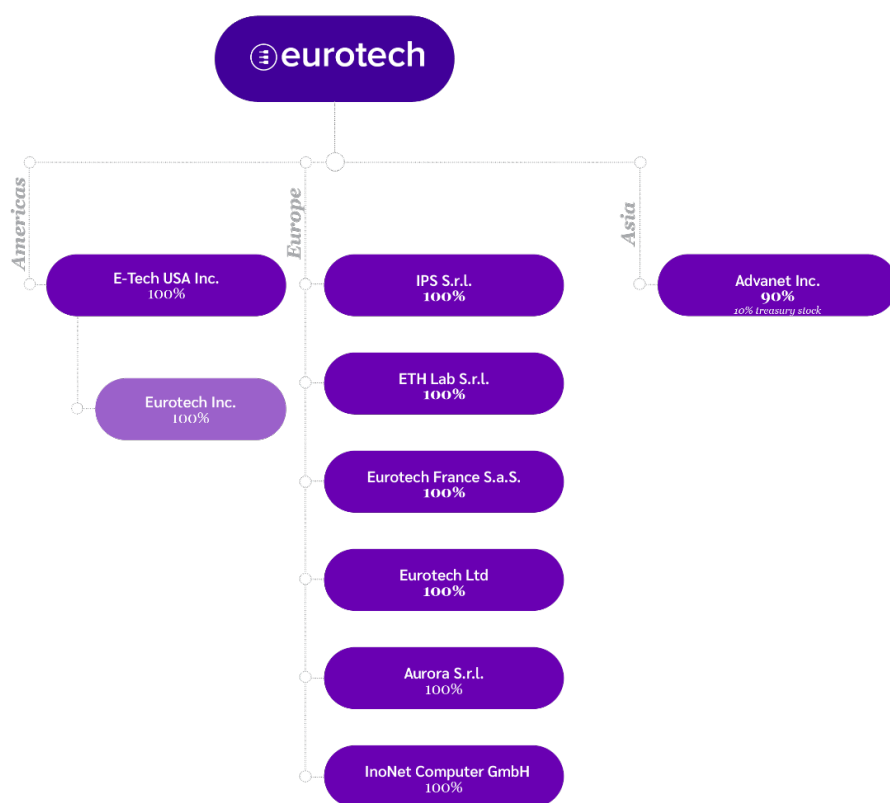 eurotech
Americas
Europe
Asia
E-Tech USA Inc.
100%
Eurotech Inc.
100%
IPS S.r.l.
100%
ETH Lab S.r.l.
100%
Eurotech France S.a.S.
100%
Eurotech Ltd
100%
Aurora S.r.l.
100%
InoNet Computer GmbH
100%
Advanet Inc.
90%
10% treasury stock